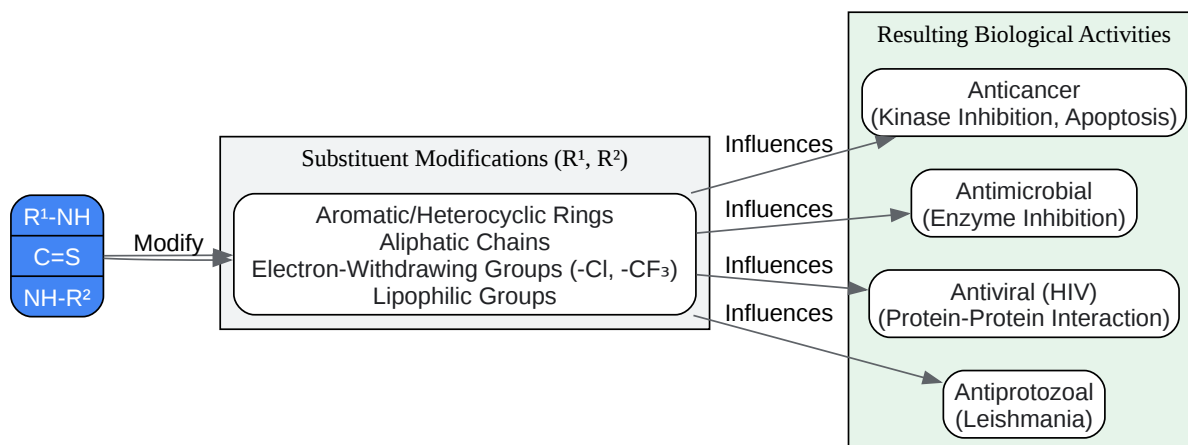 R¹-NH
C=S
NH-R²
Modify
Substituent Modifications (R¹, R²)
Aromatic/Heterocyclic Rings
Aliphatic Chains
Electron-Withdrawing Groups (-Cl, -CF₃)
Lipophilic Groups
Influences
Influences
Influences
Influences
Resulting Biological Activities
Anticancer
(Kinase Inhibition, Apoptosis)
Antimicrobial
(Enzyme Inhibition)
Antiviral (HIV)
(Protein-Protein Interaction)
Antiprotozoal
(Leishmania)